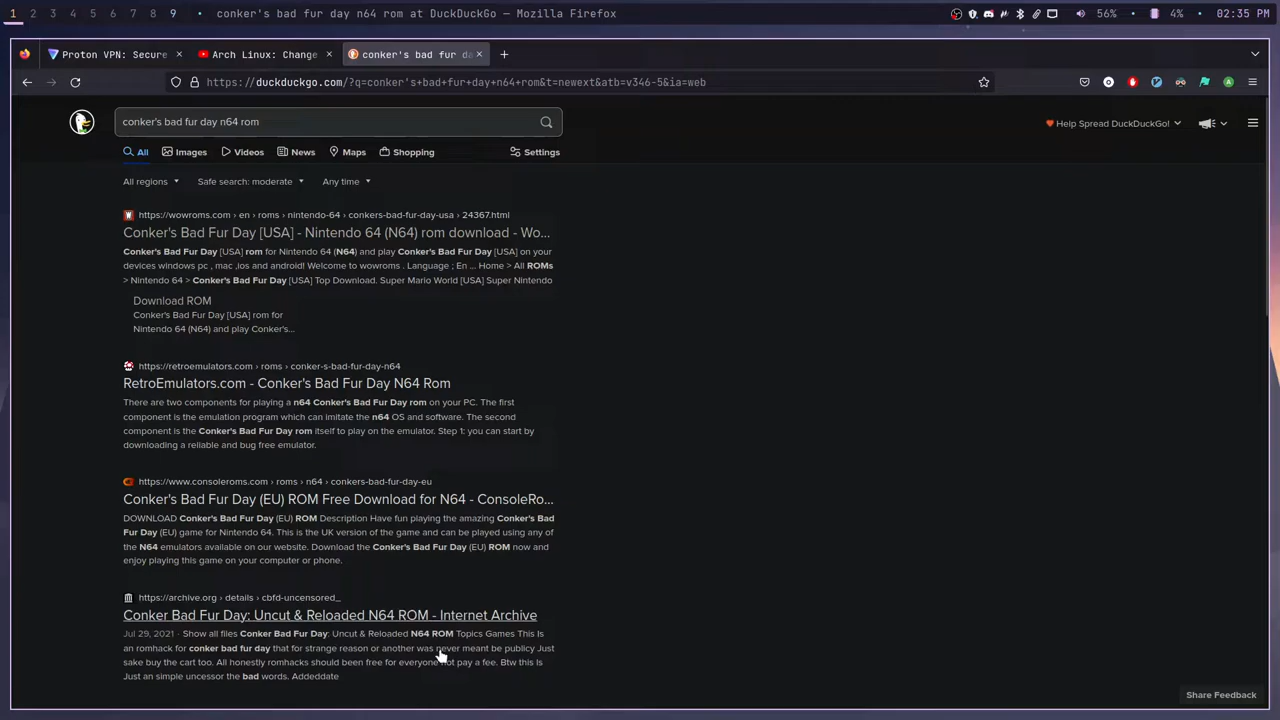 1 2 3 4 5 6 7 8 9 conker's bad fur day n64 rom at DuckDuckGo — Mozilla Firefox 56% 4% 02:35 PM
Proton VPN: Secure × Arch Linux: Change × conker's bad fur da × +
https://duckduckgo.com/?q=conker's+bad+fur+day+n64+rom&t=newext&atb=v346-5&ia=web
conker's bad fur day n64 rom
Help Spread DuckDuckGo!
All Images Videos News Maps Shopping Settings
All regions Safe search: moderate Any time
https://wowroms.com › en › roms › nintendo-64 › conkers-bad-fur-day-usa › 24367.html
Conker's Bad Fur Day [USA] - Nintendo 64 (N64) rom download - Wo...
Conker's Bad Fur Day [USA] rom for Nintendo 64 (N64) and play Conker's Bad Fur Day [USA] on your
devices windows pc , mac ,ios and android! Welcome to wowroms . Language ; En ... Home > All ROMs
> Nintendo 64 > Conker's Bad Fur Day [USA] Top Download. Super Mario World [USA] Super Nintendo
Download ROM
Conker's Bad Fur Day [USA] rom for
Nintendo 64 (N64) and play Conker's...
https://retroemulators.com › roms › conker-s-bad-fur-day-n64
RetroEmulators.com - Conker's Bad Fur Day N64 Rom
There are two components for playing a n64 Conker's Bad Fur Day rom on your PC. The first
component is the emulation program which can imitate the n64 OS and software. The second
component is the Conker's Bad Fur Day rom itself to play on the emulator. Step 1: you can start by
downloading a reliable and bug free emulator.
https://www.consoleroms.com › roms › n64 › conkers-bad-fur-day-eu
Conker's Bad Fur Day (EU) ROM Free Download for N64 - ConsoleRo...
DOWNLOAD Conker's Bad Fur Day (EU) ROM Description Have fun playing the amazing Conker's Bad
Fur Day (EU) game for Nintendo 64. This is the UK version of the game and can be played using any of
the N64 emulators available on our website. Download the Conker's Bad Fur Day (EU) ROM now and
enjoy playing this game on your computer or phone.
https://archive.org › details › cbfd-uncensored_
Conker Bad Fur Day: Uncut & Reloaded N64 ROM - Internet Archive
Jul 29, 2021 · Show all files Conker Bad Fur Day: Uncut & Reloaded N64 ROM Topics Games This Is
an romhack for conker bad fur day that for strange reason or another was never meant be publicy Just
sake buy the cart too. All honestly romhacks should been free for everyone not pay a fee. Btw this Is
Just an simple uncessor the bad words. Addeddate
Share Feedback